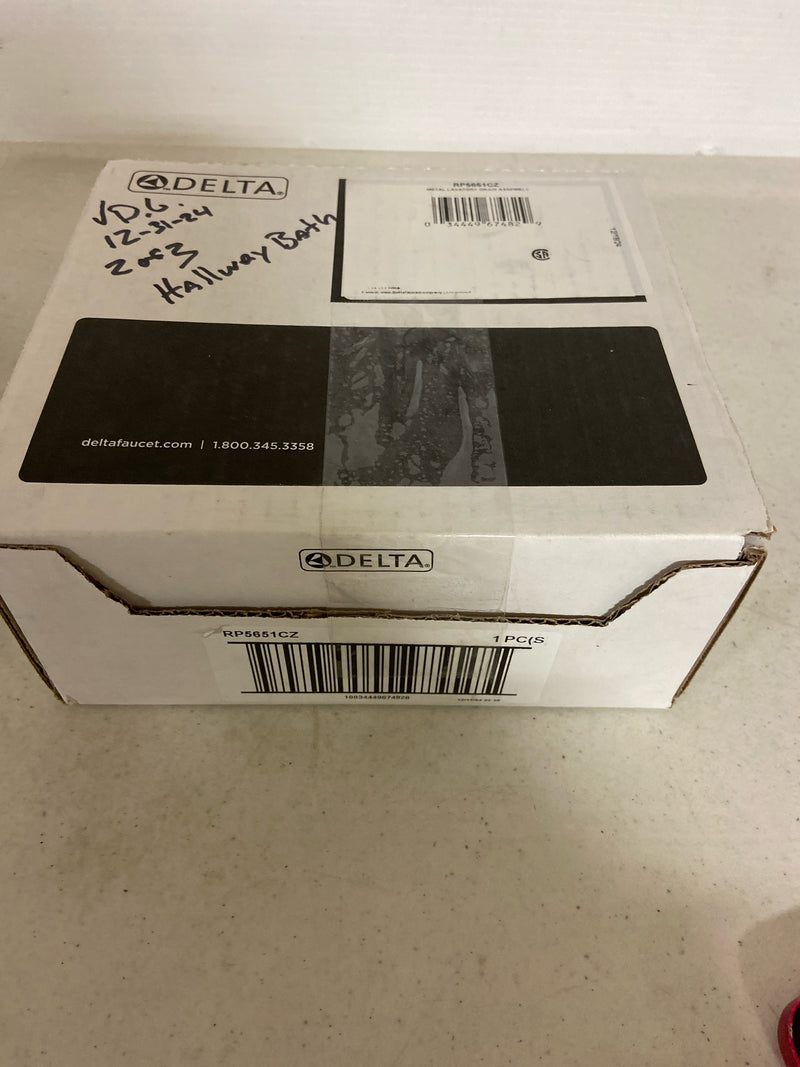 DELTA
√D.G.
12-31-24
2 of 3
Hallway Bath
RP5651CZ
METAL LAVATORY DRAIN ASSEMBLY
0 34449 67482 9
deltafaucet.com | 1.800.345.3358
DELTA
RP5651CZ
1 PC(S